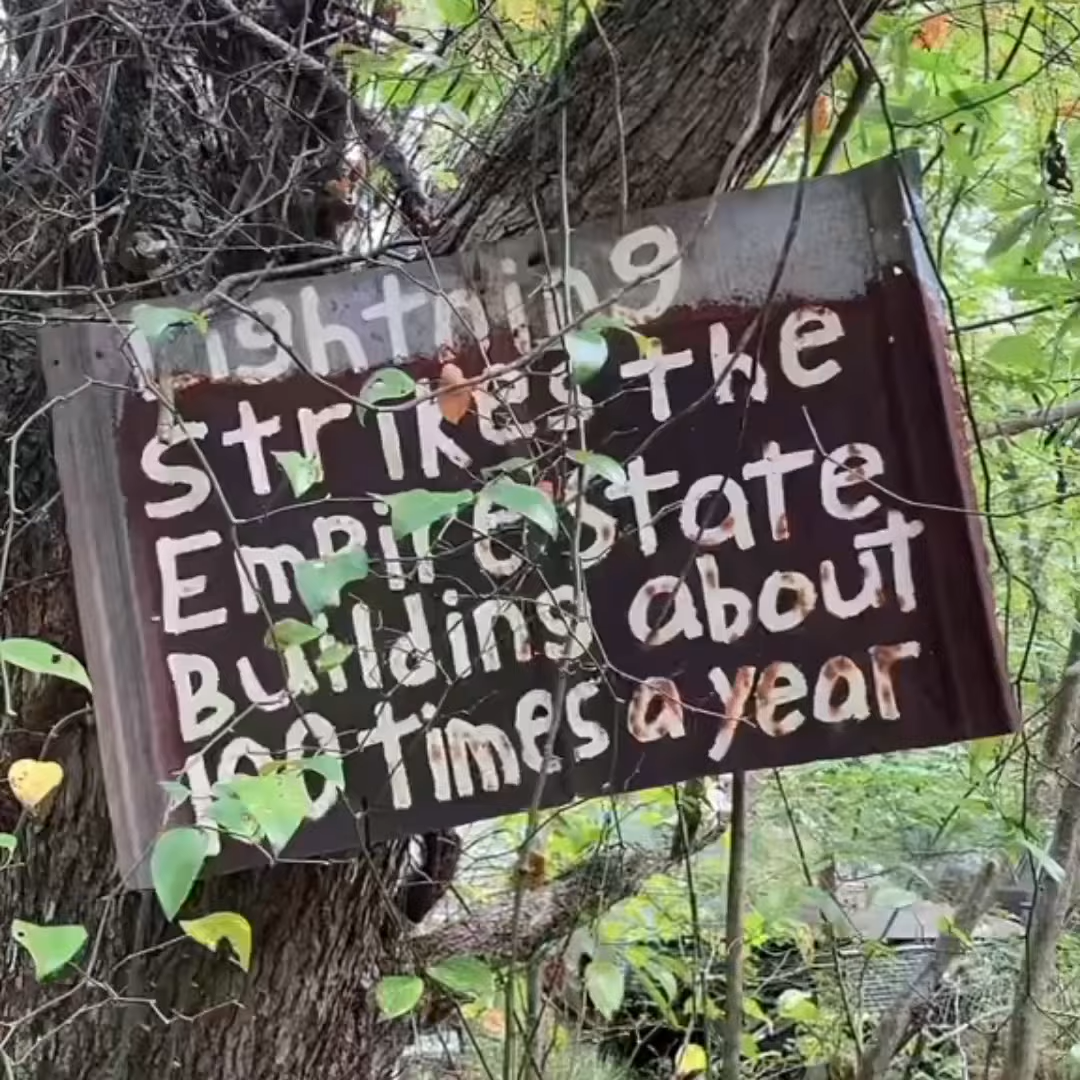 Lightning
Strikes the
Empire State
Building about
100 times a year